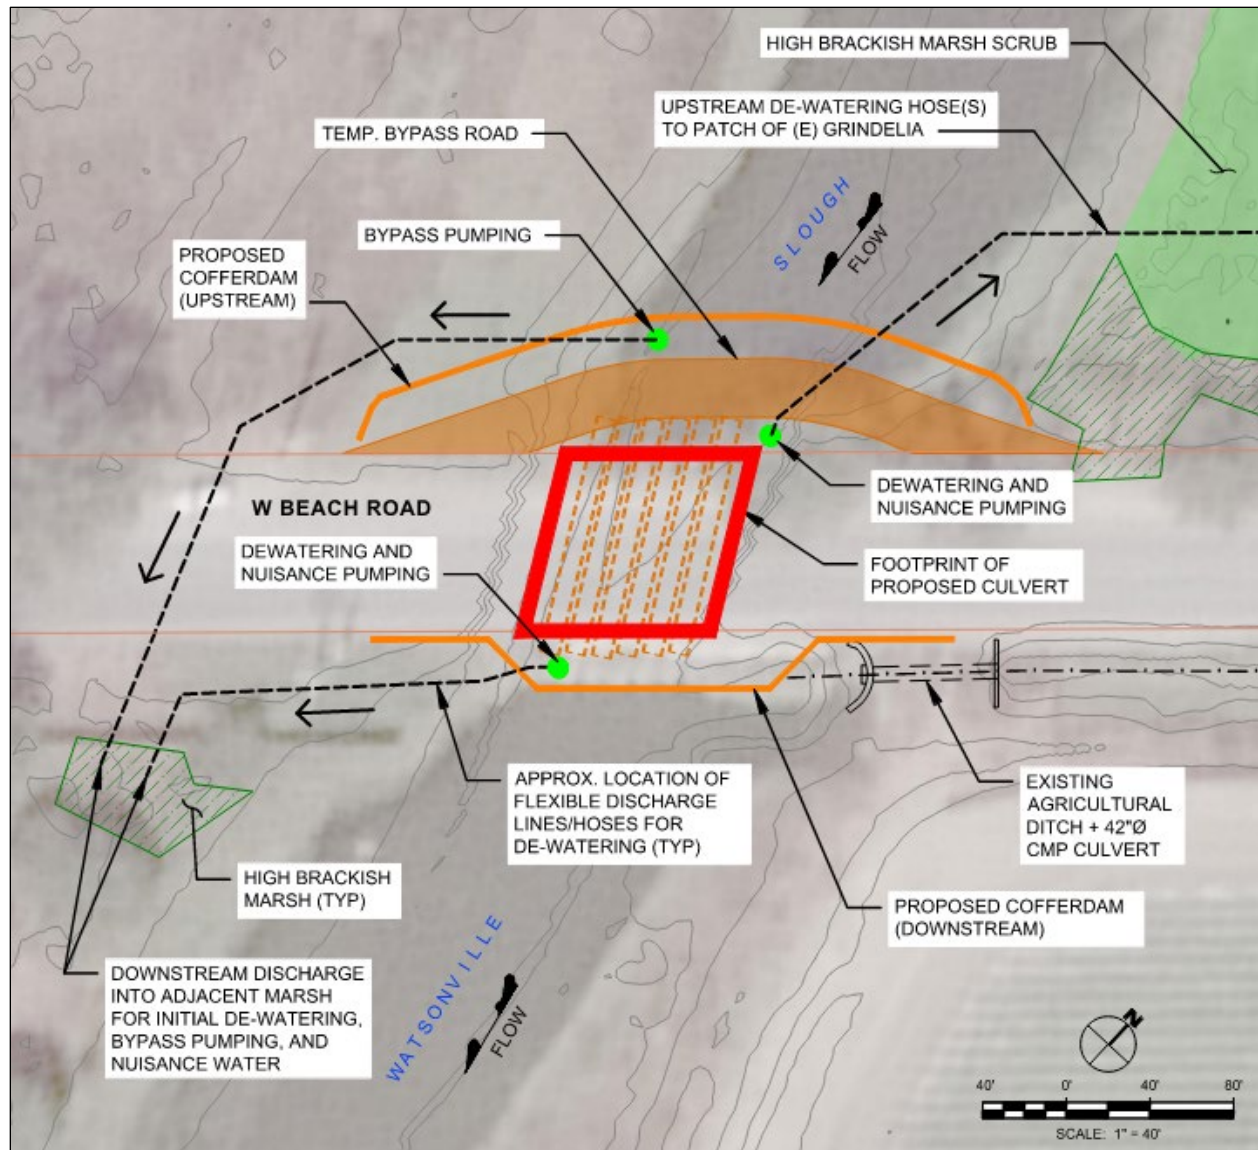 HIGH BRACKISH MARSH SCRUB
UPSTREAM DE-WATERING HOSE(S)
TO PATCH OF (E) GRINDELIA
TEMP. BYPASS ROAD
BYPASS PUMPING
PROPOSED
COFFERDAM
(UPSTREAM)
SLOUGH
FLOW
W BEACH ROAD
DEWATERING AND
NUISANCE PUMPING
DEWATERING AND
NUISANCE PUMPING
FOOTPRINT OF
PROPOSED CULVERT
APPROX. LOCATION OF
FLEXIBLE DISCHARGE
LINES/HOSES FOR
DE-WATERING (TYP)
EXISTING
AGRICULTURAL
DITCH + 42"Ø
CMP CULVERT
HIGH BRACKISH
MARSH (TYP)
PROPOSED COFFERDAM
(DOWNSTREAM)
DOWNSTREAM DISCHARGE
INTO ADJACENT MARSH
FOR INITIAL DE-WATERING,
BYPASS PUMPING, AND
NUISANCE WATER
WATSONVILLE
FLOW
N
40' 0' 40' 80'
SCALE: 1" = 40'